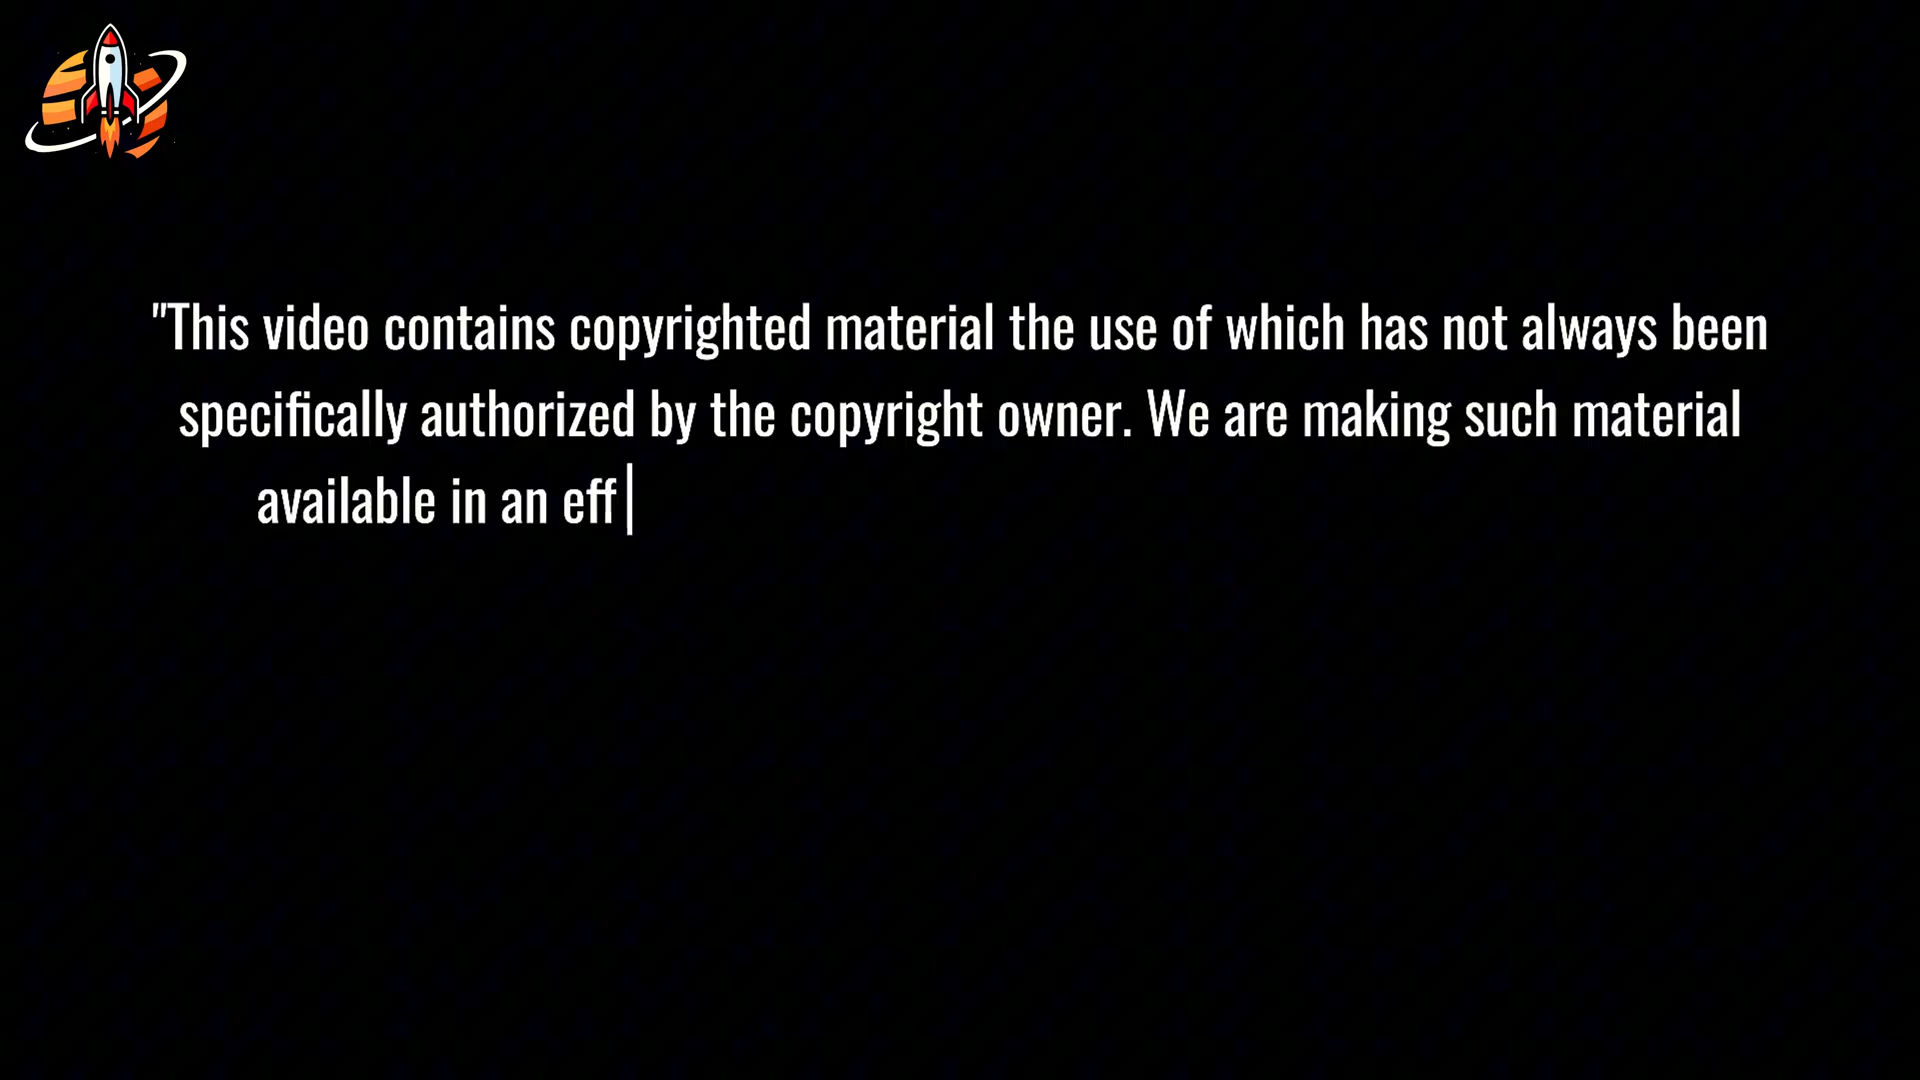 "This video contains copyrighted material the use of which has not always been
specifically authorized by the copyright owner. We are making such material
available in an eff